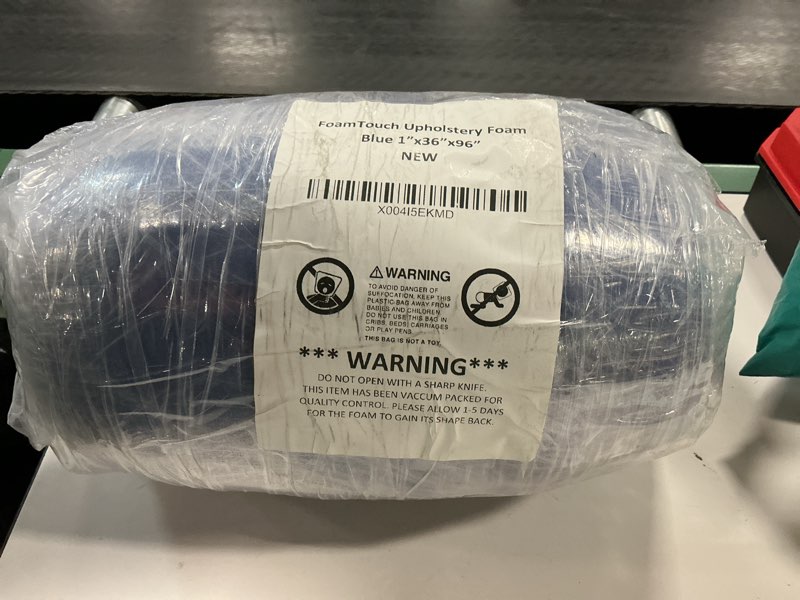 FoamTouch Upholstery Foam
Blue 1"x36"x96"
NEW
X004I5EKMD
WARNING
TO AVOID DANGER OF
SUFFOCATION, KEEP THIS
PLASTIC BAG AWAY FROM
BABIES AND CHILDREN.
DO NOT USE THIS BAG IN
CRIBS, BEDS, CARRIAGES
OR PLAY PENS.
THIS BAG IS NOT A TOY.
*** WARNING***
DO NOT OPEN WITH A SHARP KNIFE.
THIS ITEM HAS BEEN VACCUM PACKED FOR
QUALITY CONTROL. PLEASE ALLOW 1-5 DAYS
FOR THE FOAM TO GAIN ITS SHAPE BACK.